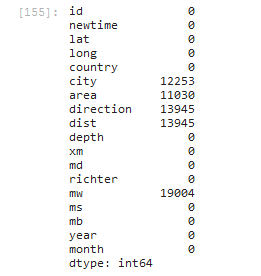 [155]: id 0
newtime 0
lat 0
long 0
country 0
city 12253
area 11030
direction 13945
dist 13945
depth 0
xm 0
md 0
richter 0
mw 19004
ms 0
mb 0
year 0
month 0
dtype: int64